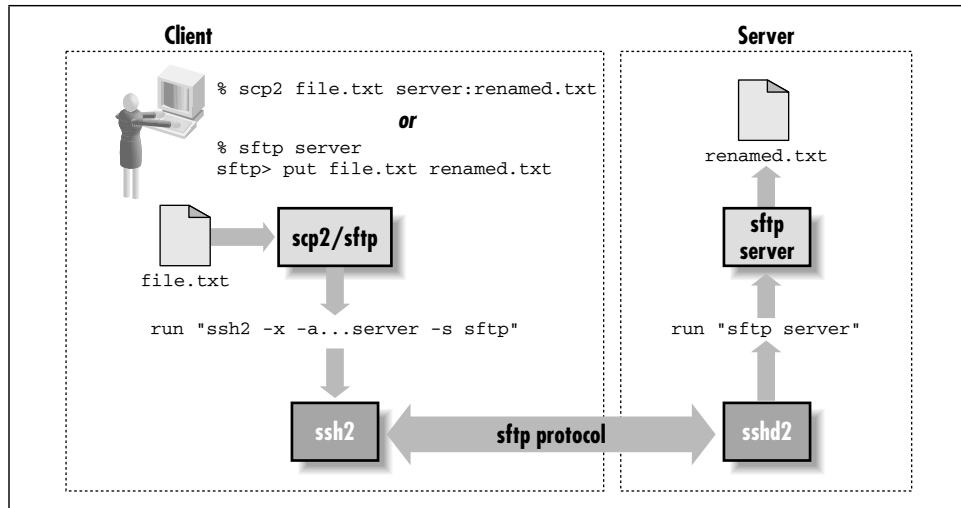 Client
% scp2 file.txt server:renamed.txt
or
% sftp server
sftp> put file.txt renamed.txt
file.txt
scp2/sftp
run "ssh2 -x -a...server -s sftp"
ssh2
sftp protocol
Server
renamed.txt
sftp
server
run "sftp server"
sshd2